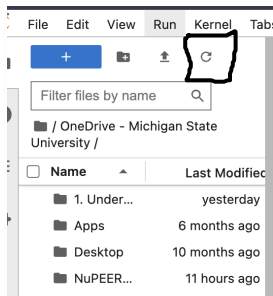 File Edit View Run Kernel Tabs
+
Filter files by name
/ OneDrive - Michigan State
University /
Name Last Modified
1. Under... yesterday
Apps 6 months ago
Desktop 10 months ago
NuPEER... 11 hours ago